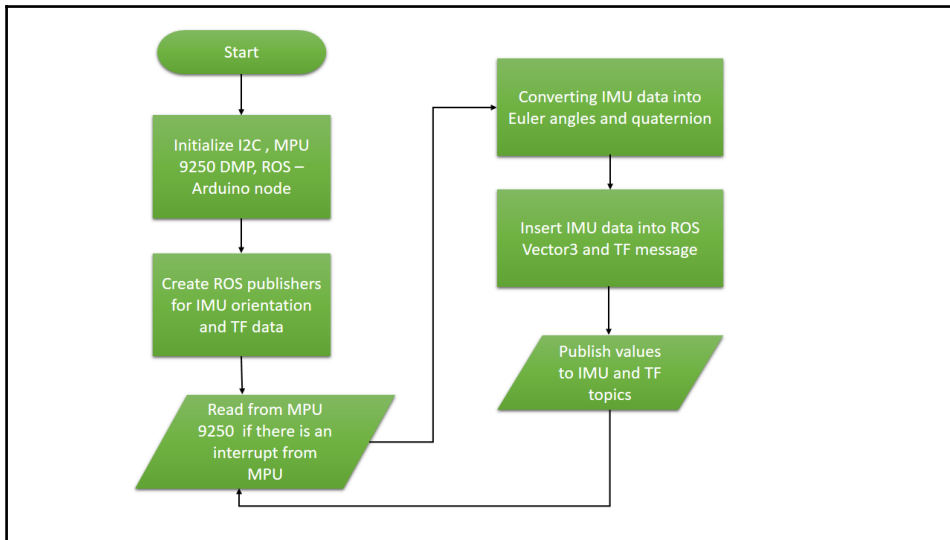 Start
Initialize I2C , MPU
9250 DMP, ROS –
Arduino node
Create ROS publishers
for IMU orientation
and TF data
Read from MPU
9250  if there is an
interrupt from
MPU
Converting IMU data into
Euler angles and quaternion
Insert IMU data into ROS
Vector3 and TF message
Publish values
to IMU and TF
topics